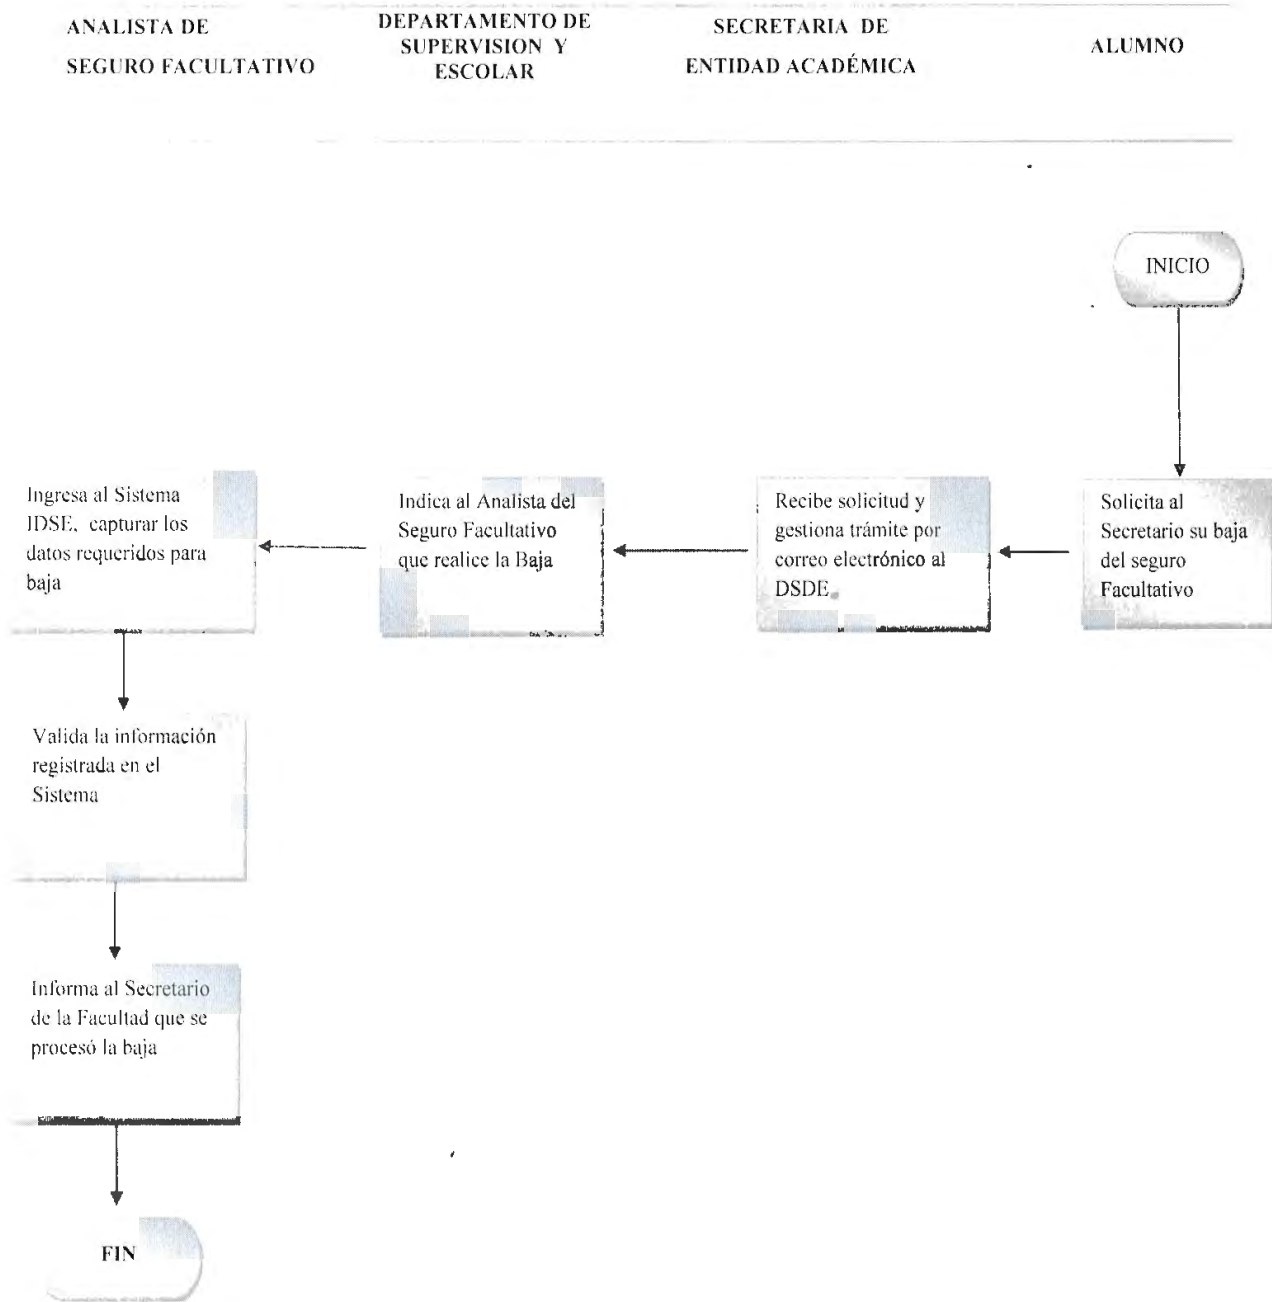 ANALISTA DE
SEGURO FACULTATIVO
DEPARTAMENTO DE
SUPERVISION Y
ESCOLAR
SECRETARIA DE
ENTIDAD ACADÉMICA
ALUMNO
INICIO
Ingresa al Sistema
IDSE, capturar los
datos requeridos para
baja
Indica al Analista del
Seguro Facultativo
que realice la Baja
Recibe solicitud y
gestiona trámite por
correo electrónico al
DSDE
Solicita al
Secretario su baja
del seguro
Facultativo
Valida la información
registrada en el
Sistema
Informa al Secretario
de la Facultad que se
procesó la baja
FIN